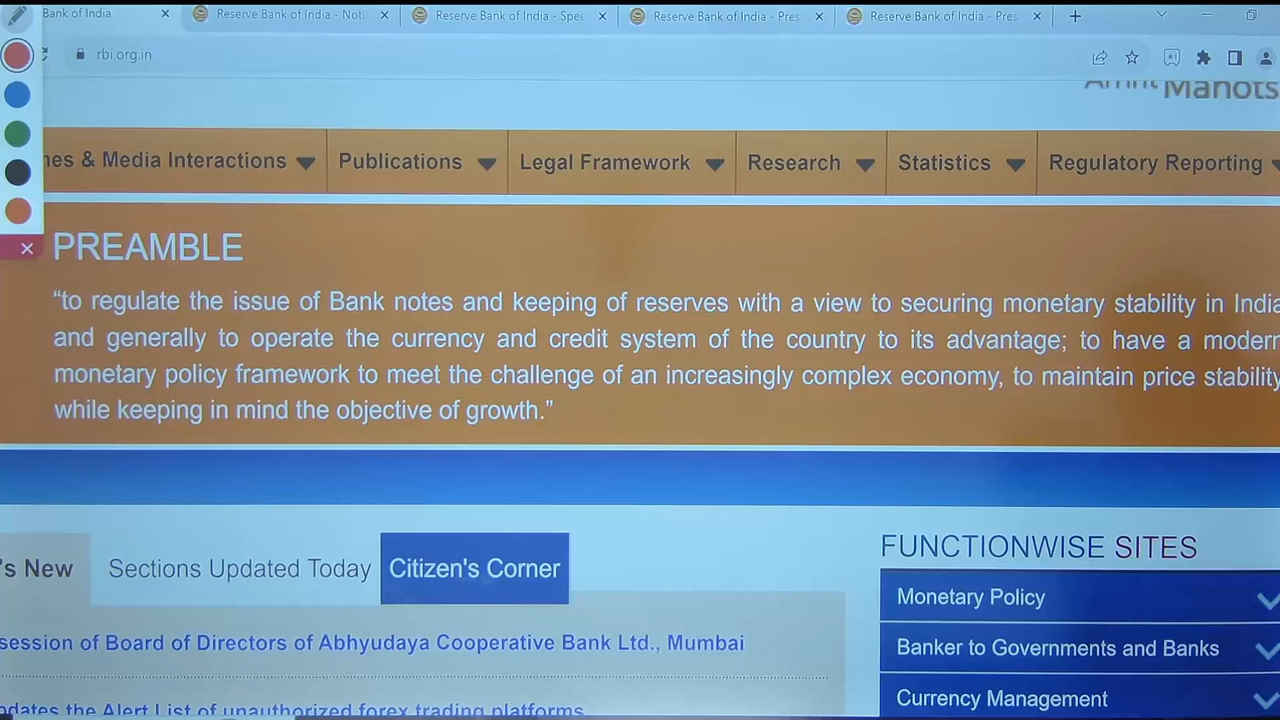 Bank of India
Reserve Bank of India - Noti
Reserve Bank of India - Spee
Reserve Bank of India - Pres
Reserve Bank of India - Pres
rbi.org.in
Amrit Mahots
nes & Media Interactions
Publications
Legal Framework
Research
Statistics
Regulatory Reporting
PREAMBLE
“to regulate the issue of Bank notes and keeping of reserves with a view to securing monetary stability in India
and generally to operate the currency and credit system of the country to its advantage; to have a modern
monetary policy framework to meet the challenge of an increasingly complex economy, to maintain price stability
while keeping in mind the objective of growth.”
's New
Sections Updated Today
Citizen's Corner
FUNCTIONWISE SITES
Monetary Policy
session of Board of Directors of Abhyudaya Cooperative Bank Ltd., Mumbai
Banker to Governments and Banks
Currency Management
pdates the Alert List of unauthorized forex trading platforms